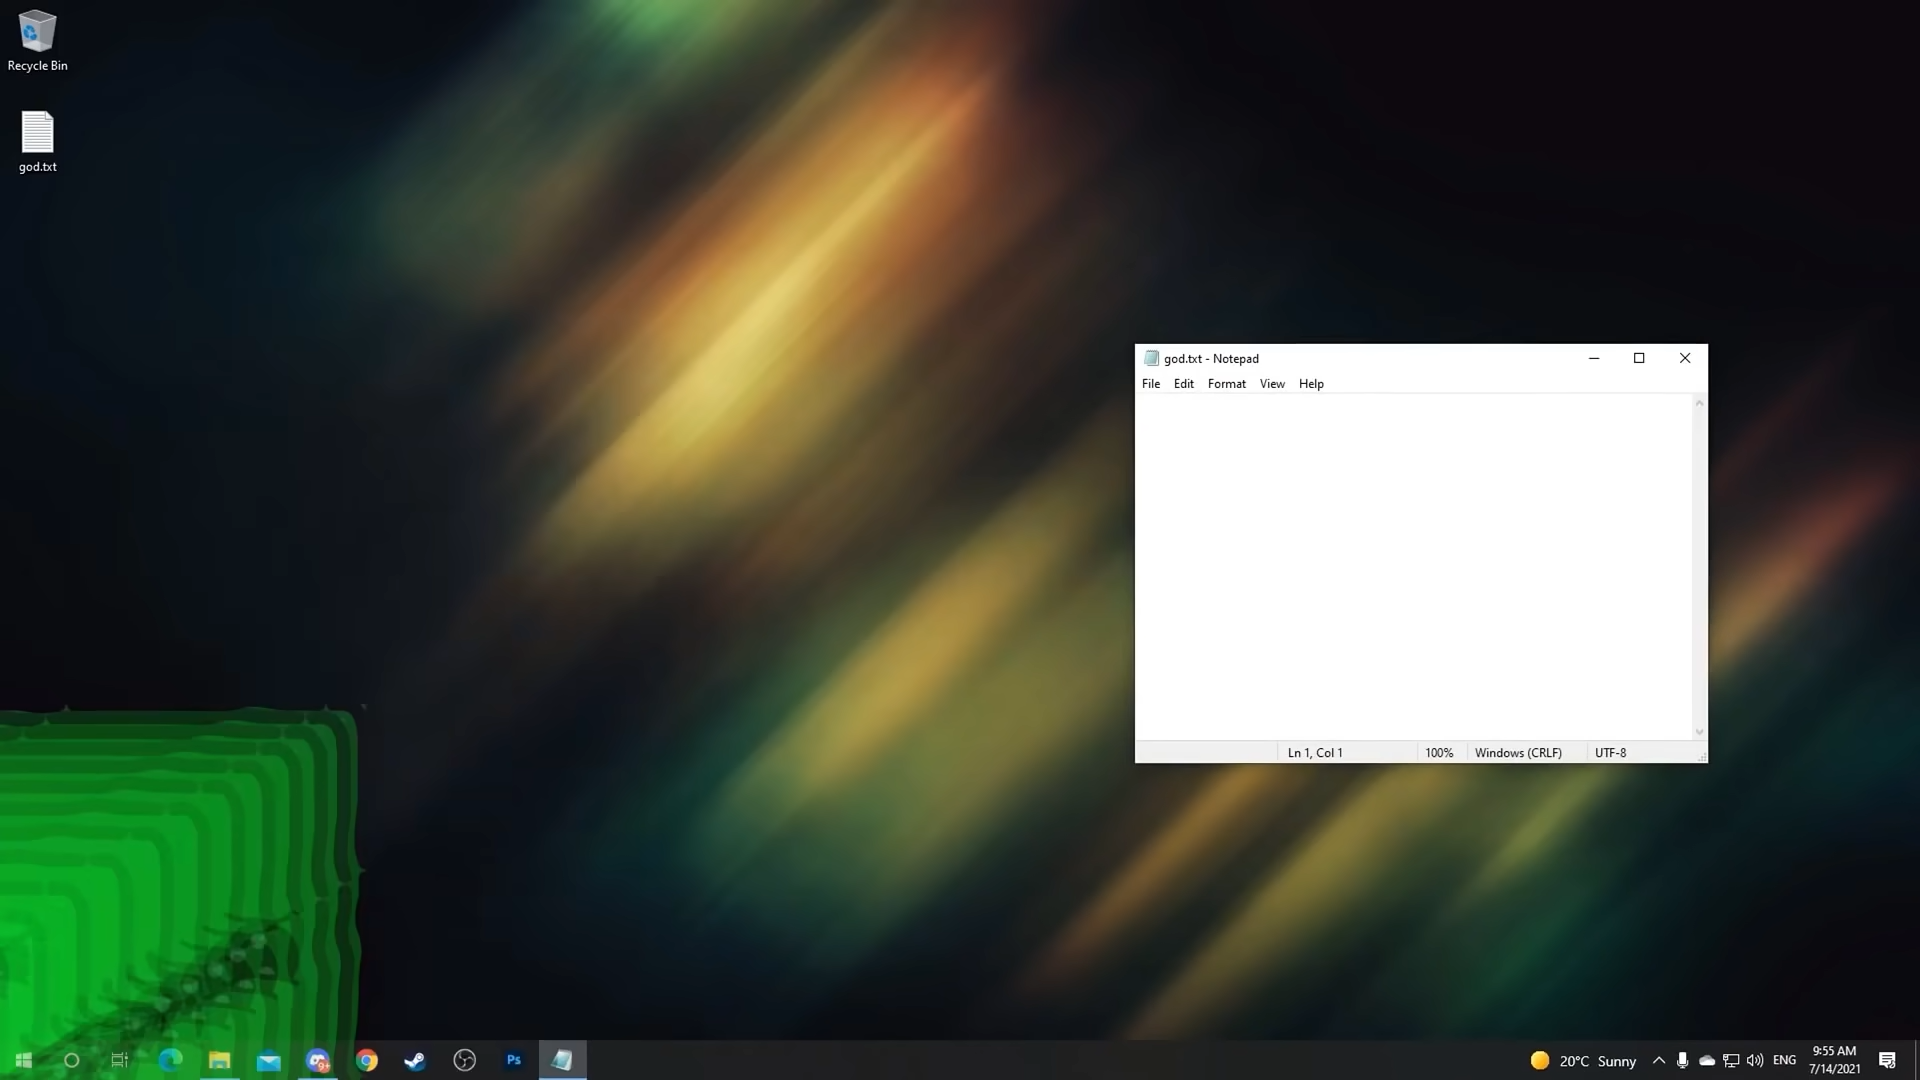 Recycle Bin
god.txt
god.txt - Notepad
File Edit Format View Help
Ln 1, Col 1 100% Windows (CRLF) UTF-8
9+ Ps 20°C Sunny ENG 9:55 AM
7/14/2021